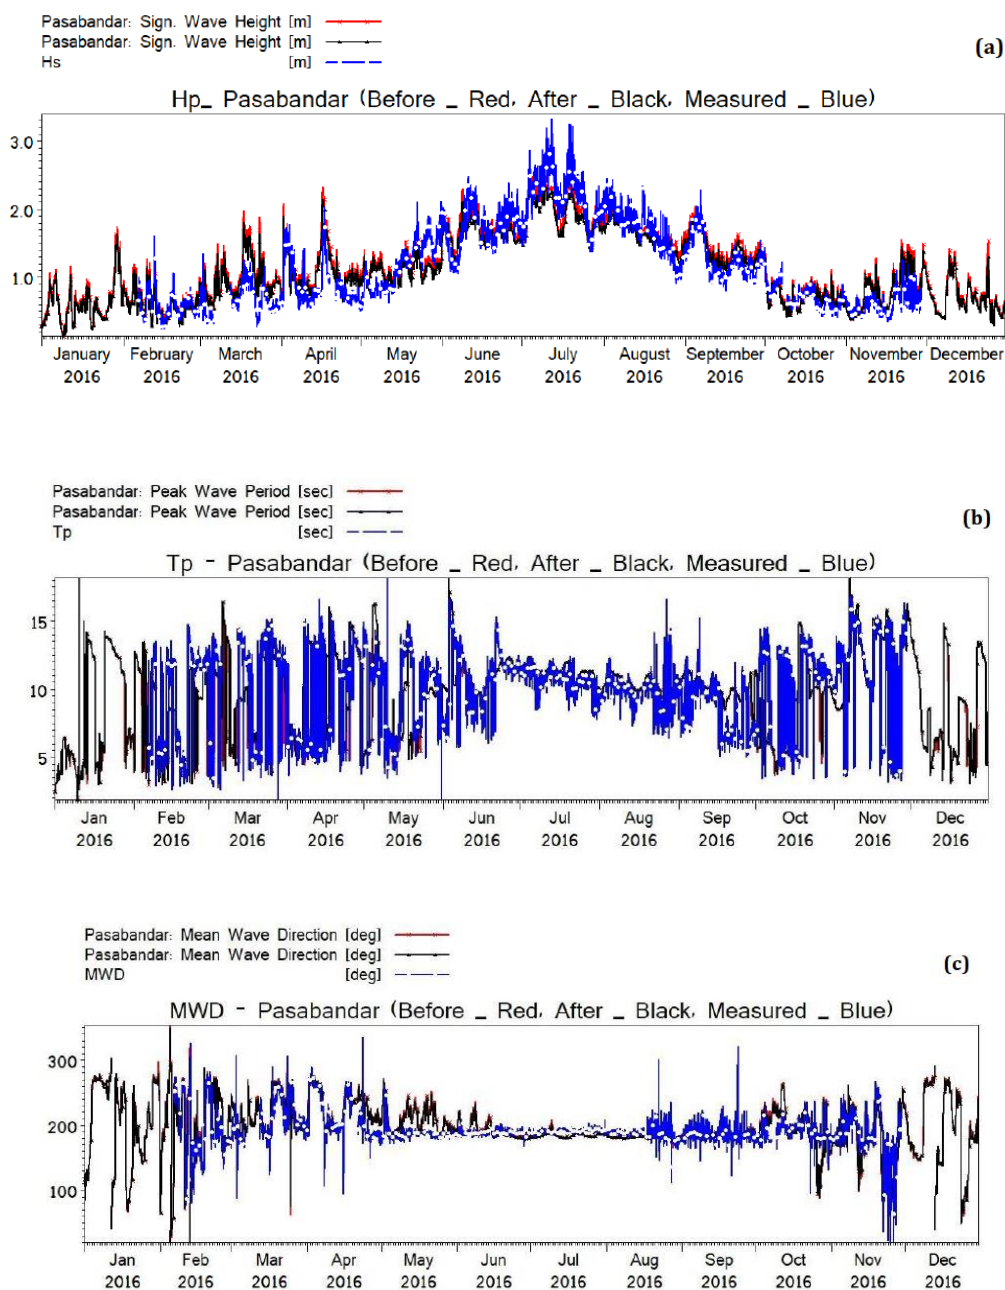 Pasabandar: Sign. Wave Height [m]
Pasabandar: Sign. Wave Height [m]
Hs [m]
(a)
Hp_ Pasabandar (Before _ Red, After _ Black, Measured _ Blue)
3.0
2.0
1.0
January February March April May June July August September October November December
2016 2016 2016 2016 2016 2016 2016 2016 2016 2016 2016 2016
Pasabandar: Peak Wave Period [sec]
Pasabandar: Peak Wave Period [sec]
Tp [sec]
(b)
Tp - Pasabandar (Before _ Red, After _ Black, Measured _ Blue)
15
10
5
Jan Feb Mar Apr May Jun Jul Aug Sep Oct Nov Dec
2016 2016 2016 2016 2016 2016 2016 2016 2016 2016 2016 2016
Pasabandar: Mean Wave Direction [deg]
Pasabandar: Mean Wave Direction [deg]
MWD [deg]
(c)
MWD - Pasabandar (Before _ Red, After _ Black, Measured _ Blue)
300
200
100
Jan Feb Mar Apr May Jun Jul Aug Sep Oct Nov Dec
2016 2016 2016 2016 2016 2016 2016 2016 2016 2016 2016 2016